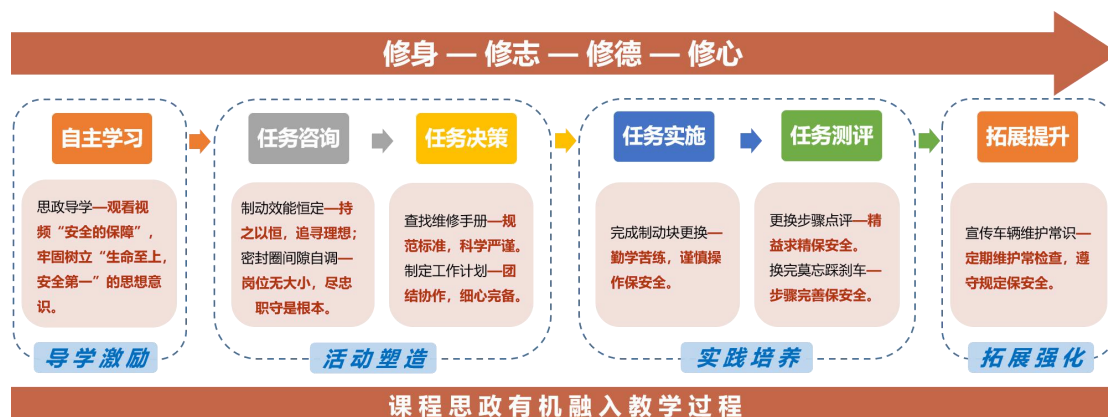 修身 — 修志 — 修德 — 修心
自主学习
思政导学—观看视
频“安全的保障”，
牢固树立“生命至上，
安全第一”的思想意
识。
导学激励
任务咨询
制动效能恒定—持
之以恒，追寻理想；
密封圈间隙自调—
岗位无大小，尽忠
职守是根本。
任务决策
查找维修手册—规
范标准，科学严谨。
制定工作计划—团
结协作，细心完备。
活动塑造
任务实施
完成制动块更换—
勤学苦练，谨慎操
作保安全。
任务测评
更换步骤点评—精
益求精保安全。
换完莫忘踩刹车—
步骤完善保安全。
实践培养
拓展提升
宣传车辆维护常识—
定期维护常检查，遵
守规定保安全。
拓展强化
课程思政有机融入教学过程